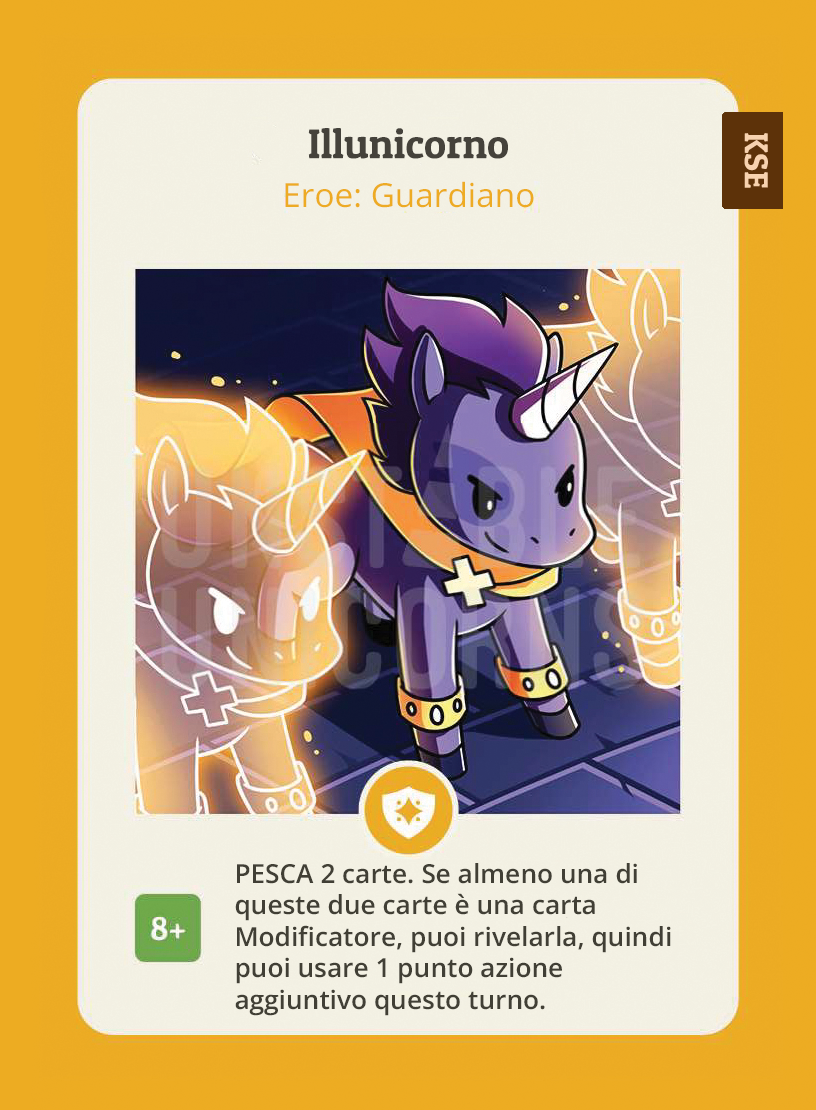 Illunicorno
KSE
Eroe: Guardiano
UNSTABLE
UNICORNS
8+
PESCA 2 carte. Se almeno una di
queste due carte è una carta
Modificatore, puoi rivelarla, quindi
puoi usare 1 punto azione
aggiuntivo questo turno.